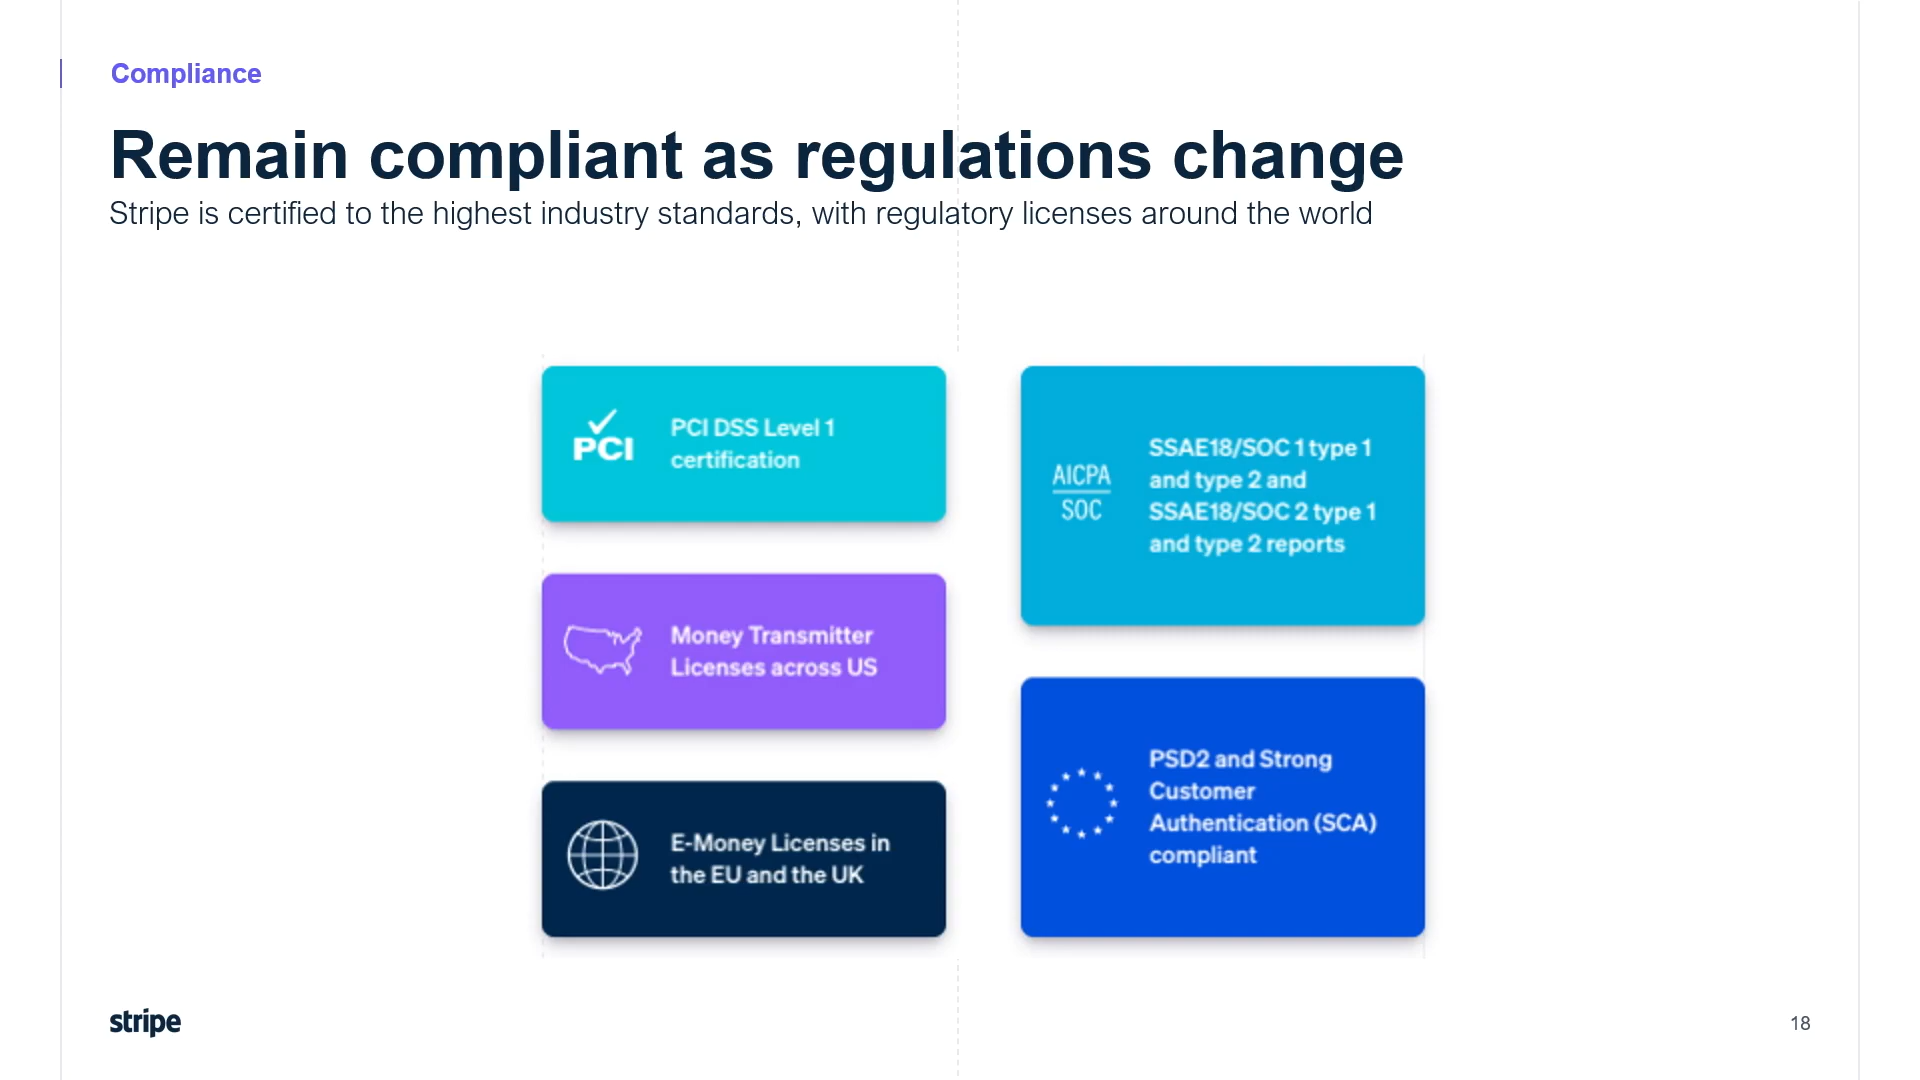 Compliance
Remain compliant as regulations change
Stripe is certified to the highest industry standards, with regulatory licenses around the world
PCI
PCI DSS Level 1
certification
Money Transmitter
Licenses across US
E-Money Licenses in
the EU and the UK
AICPA
SOC
SSAE18/SOC 1 type 1
and type 2 and
SSAE18/SOC 2 type 1
and type 2 reports
PSD2 and Strong
Customer
Authentication (SCA)
compliant
stripe
18